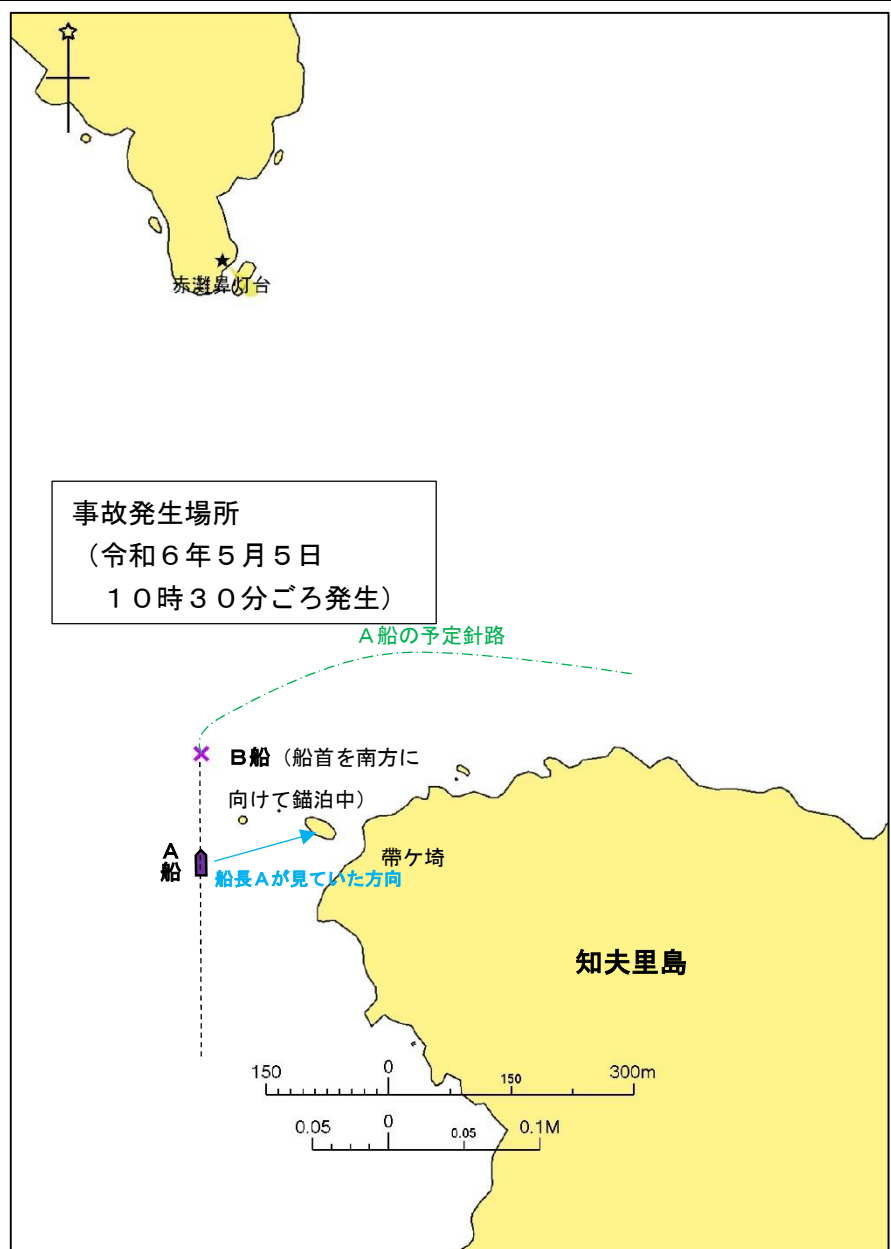 赤灘鼻灯台
事故発生場所
（令和６年５月５日
１０時３０分ごろ発生）
A船の予定針路
B船（船首を南方に
向けて錨泊中）
A船
船長Aが見ていた方向
帶ケ埼
知夫里島
150 0 150 300m
0.05 0 0.05 0.1M